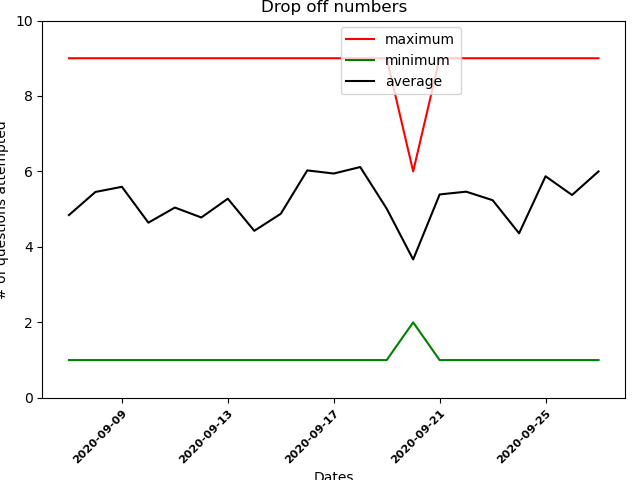 Drop off numbers
maximum
minimum
average
# of questions attempted
10
8
6
4
2
0
2020-09-09
2020-09-13
2020-09-17
2020-09-21
2020-09-25
Dates